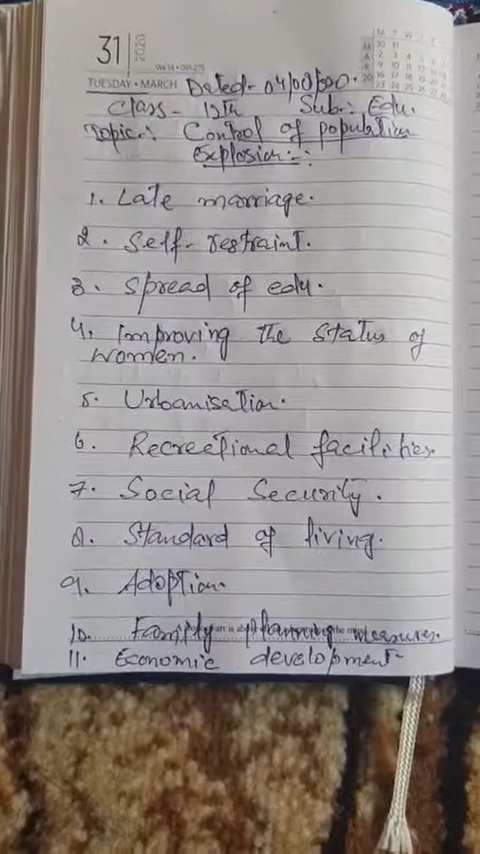 31
2020
TUESDAY • MARCH Dated- 04/08/20.
Class- 12th Sub.: Edu.
Topic.: Control of population
Explosion:-:
1. Late marriage.
2. Self-restraint.
3. Spread of edu.
4. Improving the status of
women.
5. Urbanisation.
6. Recreational facilities.
7. Social Security.
8. Standard of living.
9. Adoption.
10. Family planning measures.
11. Economic development